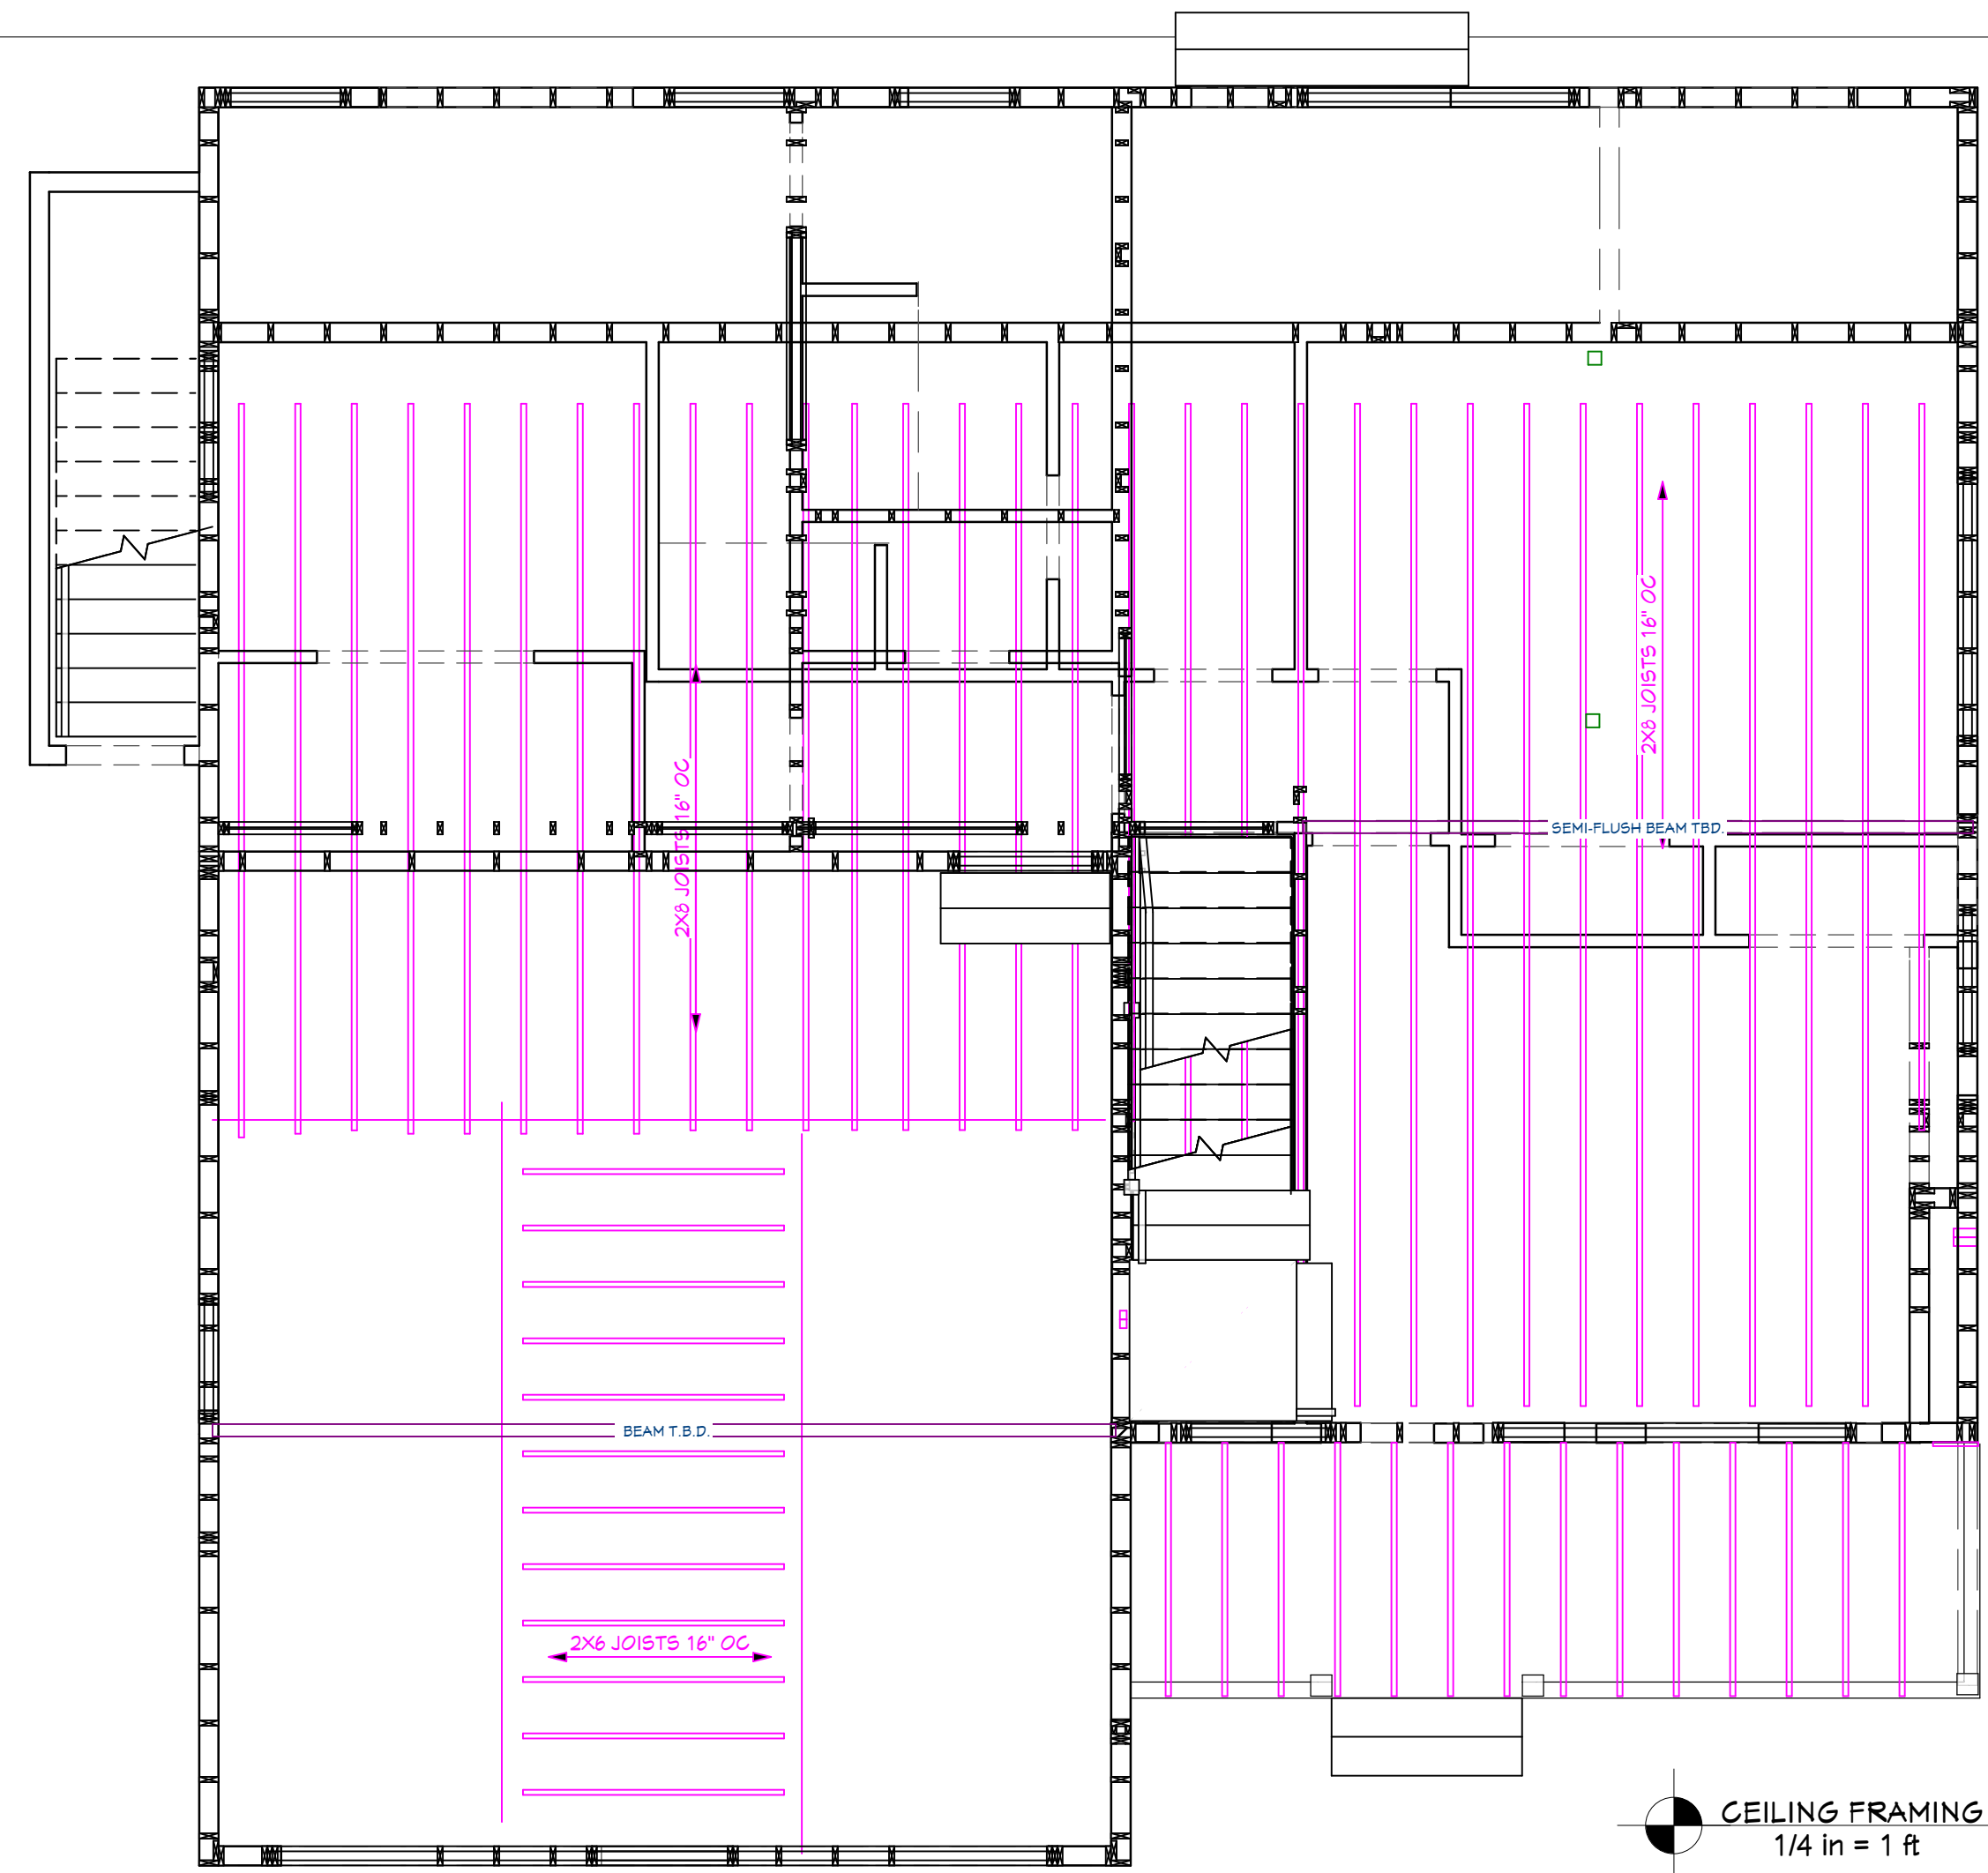 2X8 JOISTS 16" OC
2X8 JOISTS 16" OC
SEMI-FLUSH BEAM TBD.
BEAM T.B.D.
2X6 JOISTS 16" OC
CEILING FRAMING
1/4 in = 1 ft